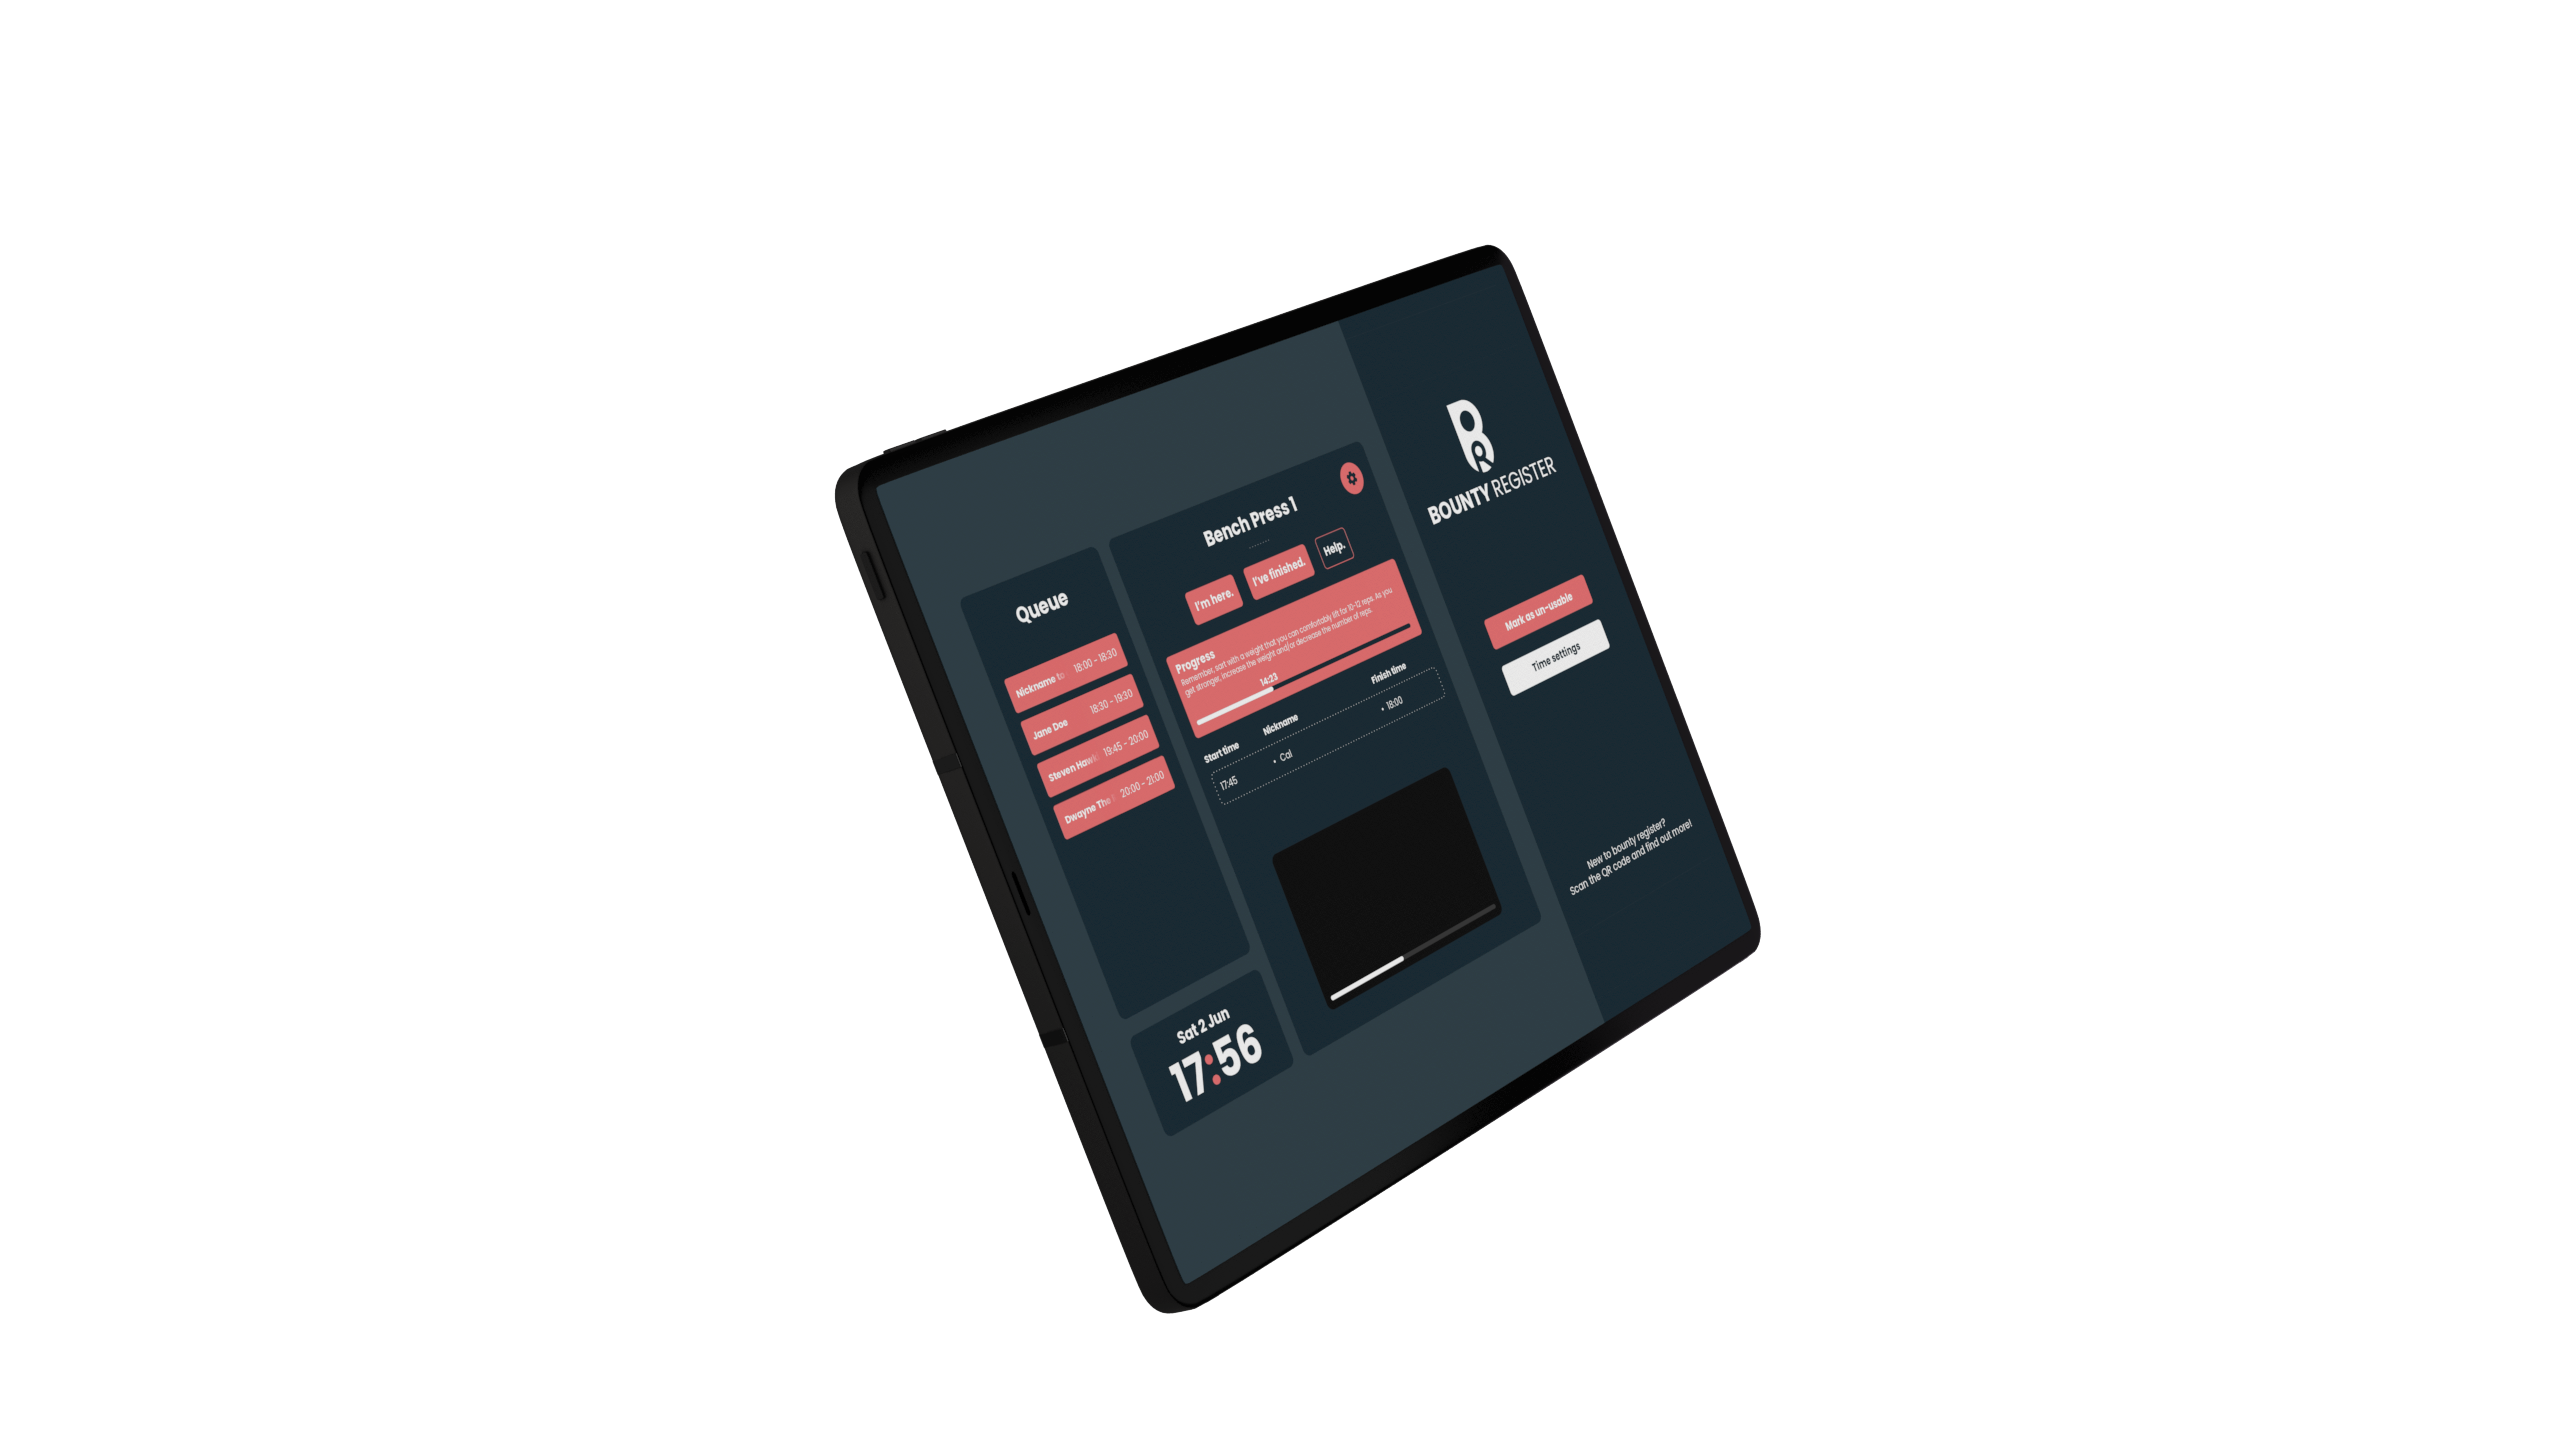 Queue
Nickname to 18:00 - 18:30
Jane Doe 18:30 - 19:30
Steven Hawk 19:45 - 20:00
Dwayne The 20:00 - 21:00
Sat 2 Jun
17:56
Bench Press 1
I'm here. I've finished. Help.
Progress
Remember, sart with a weight that you can comfortably lift for 10-12 reps. As you
get stronger, increase the weight and/or decrease the number of reps.
14:23
Start time Nickname Finish time
17:45 • Cal • 18:00
BOUNTY REGISTER
Mark as un-usable
Time settings
New to bounty register?
Scan the QR code and find out more!